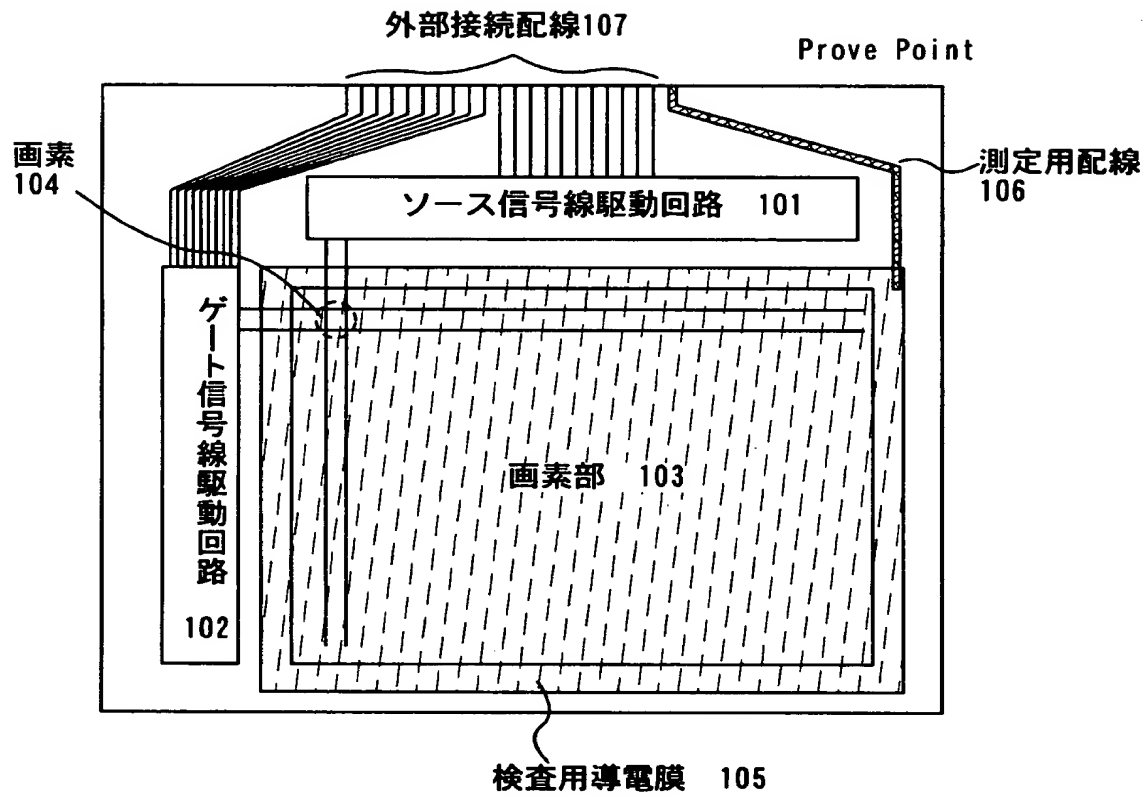 外部接続配線107
Prove Point
画素
104
測定用配線
106
ソース信号線駆動回路 101
ゲート信号線駆動回路
102
画素部 103
検査用導電膜 105